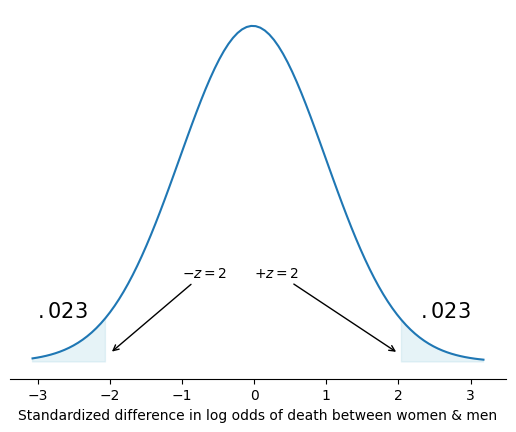 −z = 2 +z = 2
.023 .023
−3 −2 −1 0 1 2 3
Standardized difference in log odds of death between women & men